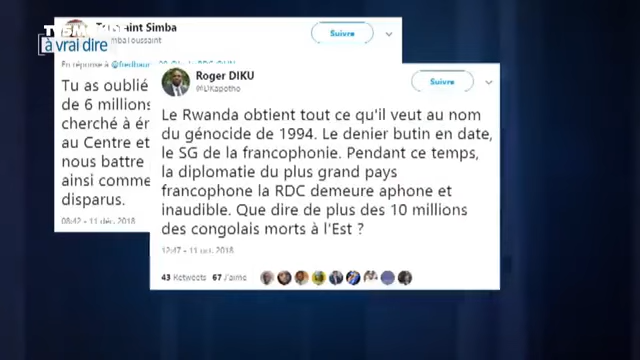 TV5MONDE
à vrai dire
Toussaint Simba
Suivre
En réponse à
Tu as oublié
de 6 millions
cherché à
au Centre et
nous battre
ainsi comme
disparus.
08:42 - 11 déc. 2018
Roger DIKU
@DKapotho
Suivre
Le Rwanda obtient tout ce qu'il veut au nom
du génocide de 1994. Le denier butin en date,
le SG de la francophonie. Pendant ce temps,
la diplomatie du plus grand pays
francophone la RDC demeure aphone et
inaudible. Que dire de plus des 10 millions
des congolais morts à l'Est ?
12:47 - 11 oct. 2018
43 Retweets 67 J'aime